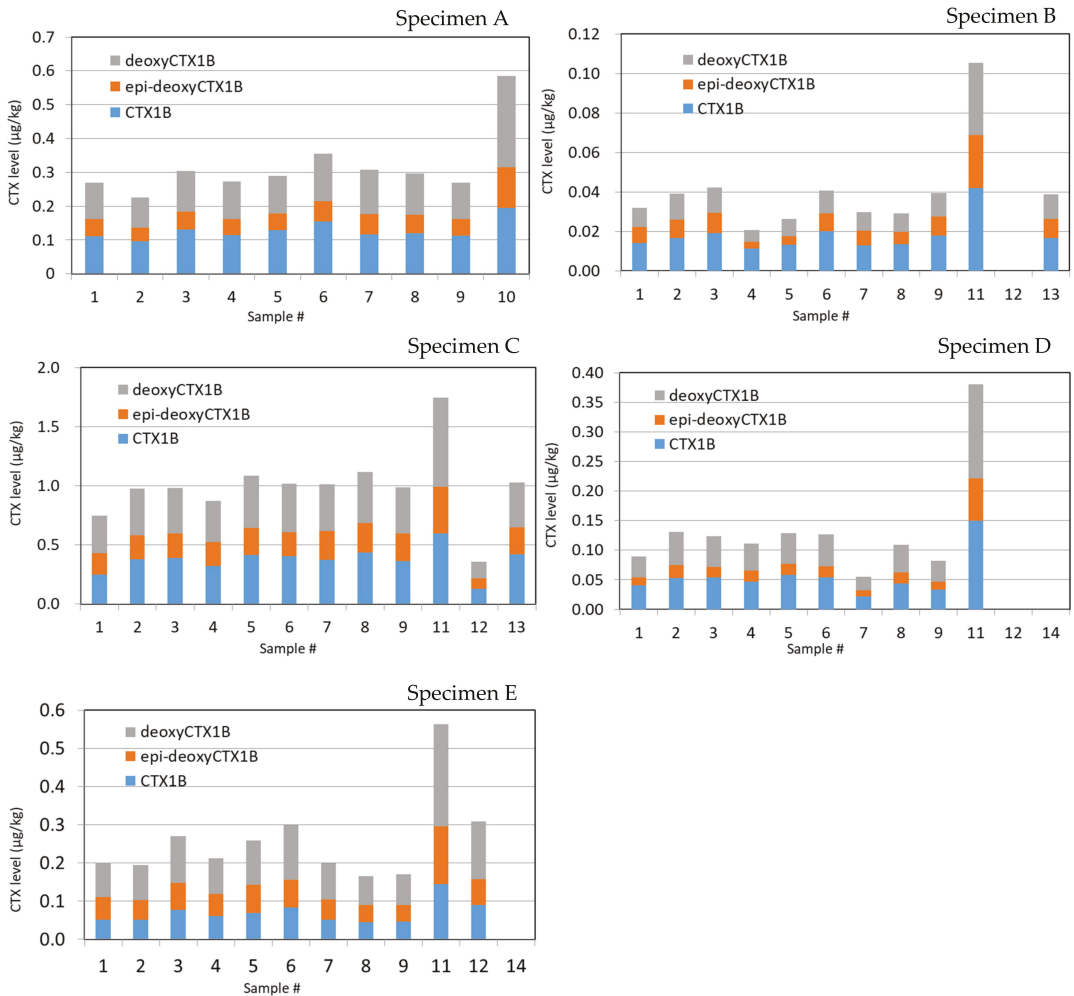 Specimen A
0.7
0.6
0.5
0.4
0.3
0.2
0.1
0
CTX level (µg/kg)
deoxyCTX1B
epi-deoxyCTX1B
CTX1B
1 2 3 4 5 6 7 8 9 10
Sample #
Specimen B
0.12
0.10
0.08
0.06
0.04
0.02
0.00
CTX level (µg/kg)
deoxyCTX1B
epi-deoxyCTX1B
CTX1B
1 2 3 4 5 6 7 8 9 11 12 13
Sample #
Specimen C
2.0
1.5
1.0
0.5
0.0
CTX level (µg/kg)
deoxyCTX1B
epi-deoxyCTX1B
CTX1B
1 2 3 4 5 6 7 8 9 11 12 13
Sample #
Specimen D
0.40
0.35
0.30
0.25
0.20
0.15
0.10
0.05
0.00
CTX level (µg/kg)
deoxyCTX1B
epi-deoxyCTX1B
CTX1B
1 2 3 4 5 6 7 8 9 11 12 14
Sample #
Specimen E
0.6
0.5
0.4
0.3
0.2
0.1
0.0
CTX level (µg/kg)
deoxyCTX1B
epi-deoxyCTX1B
CTX1B
1 2 3 4 5 6 7 8 9 11 12 14
Sample #